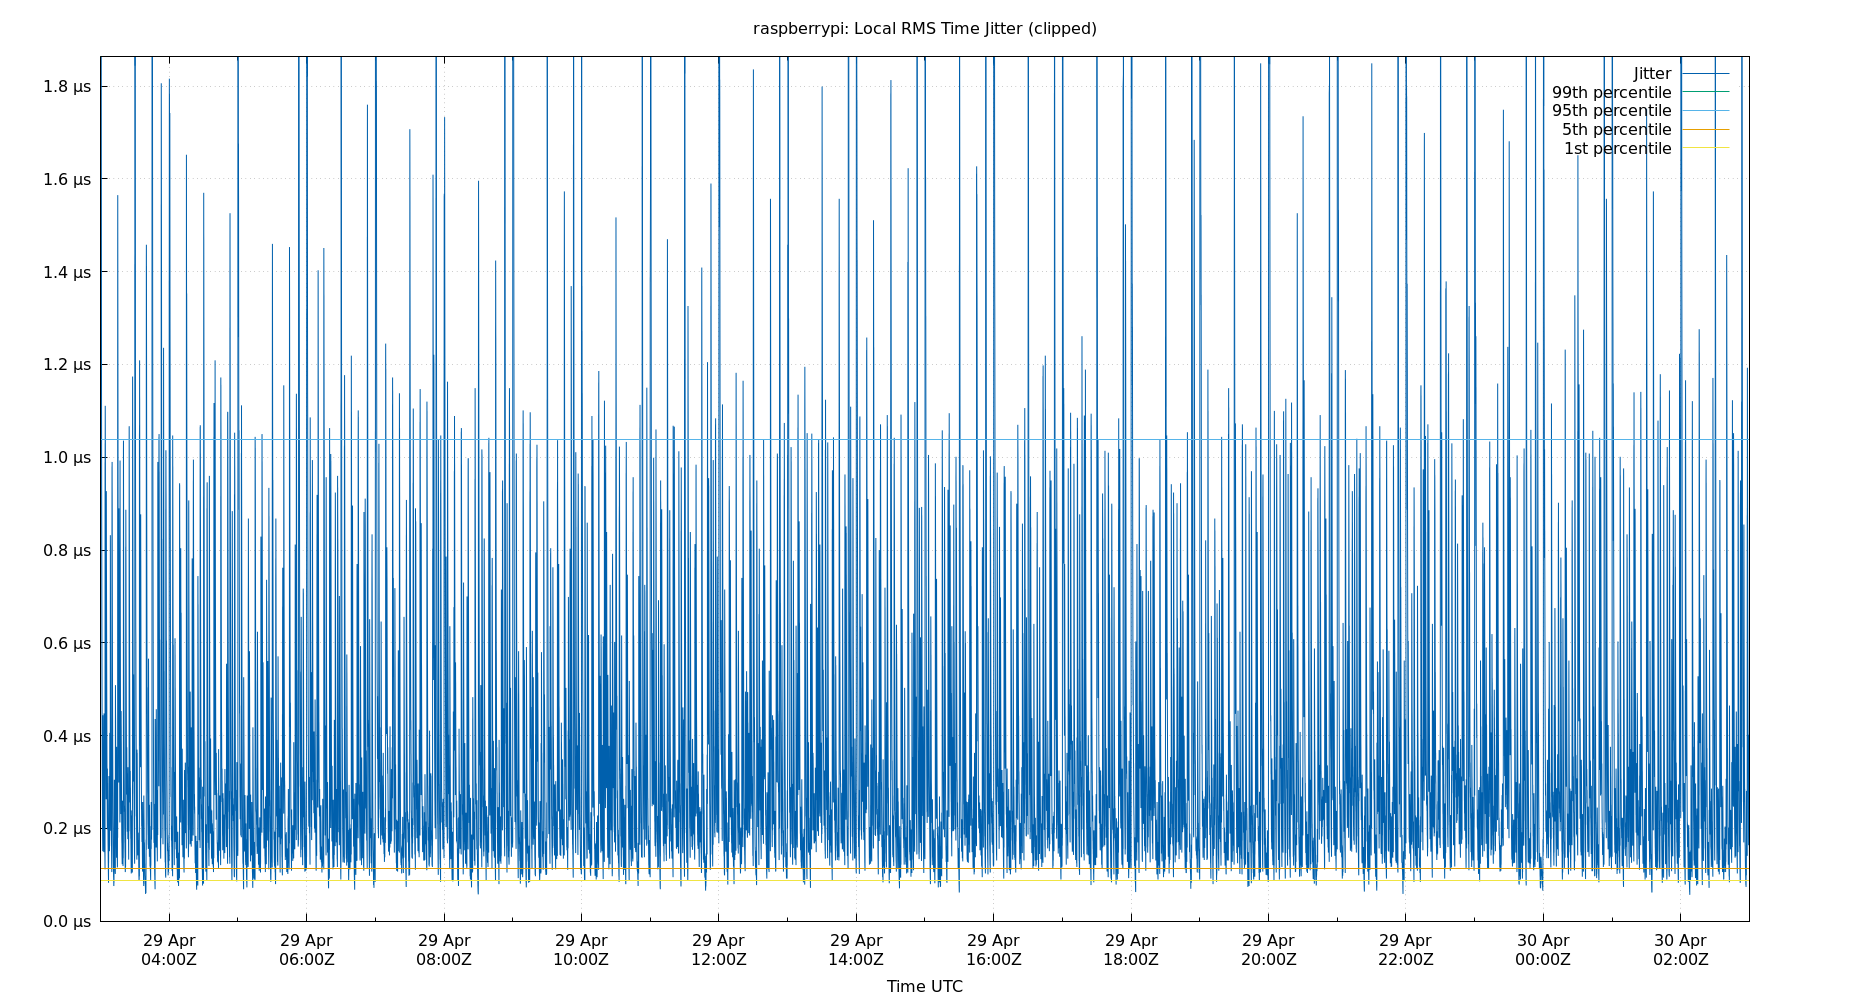 raspberrypi: Local RMS Time Jitter (clipped)
Jitter
99th percentile
95th percentile
5th percentile
1st percentile
1.8 µs
1.6 µs
1.4 µs
1.2 µs
1.0 µs
0.8 µs
0.6 µs
0.4 µs
0.2 µs
0.0 µs
29 Apr 29 Apr 29 Apr 29 Apr 29 Apr 29 Apr 29 Apr 29 Apr 29 Apr 29 Apr 30 Apr 30 Apr
04:00Z 06:00Z 08:00Z 10:00Z 12:00Z 14:00Z 16:00Z 18:00Z 20:00Z 22:00Z 00:00Z 02:00Z
Time UTC